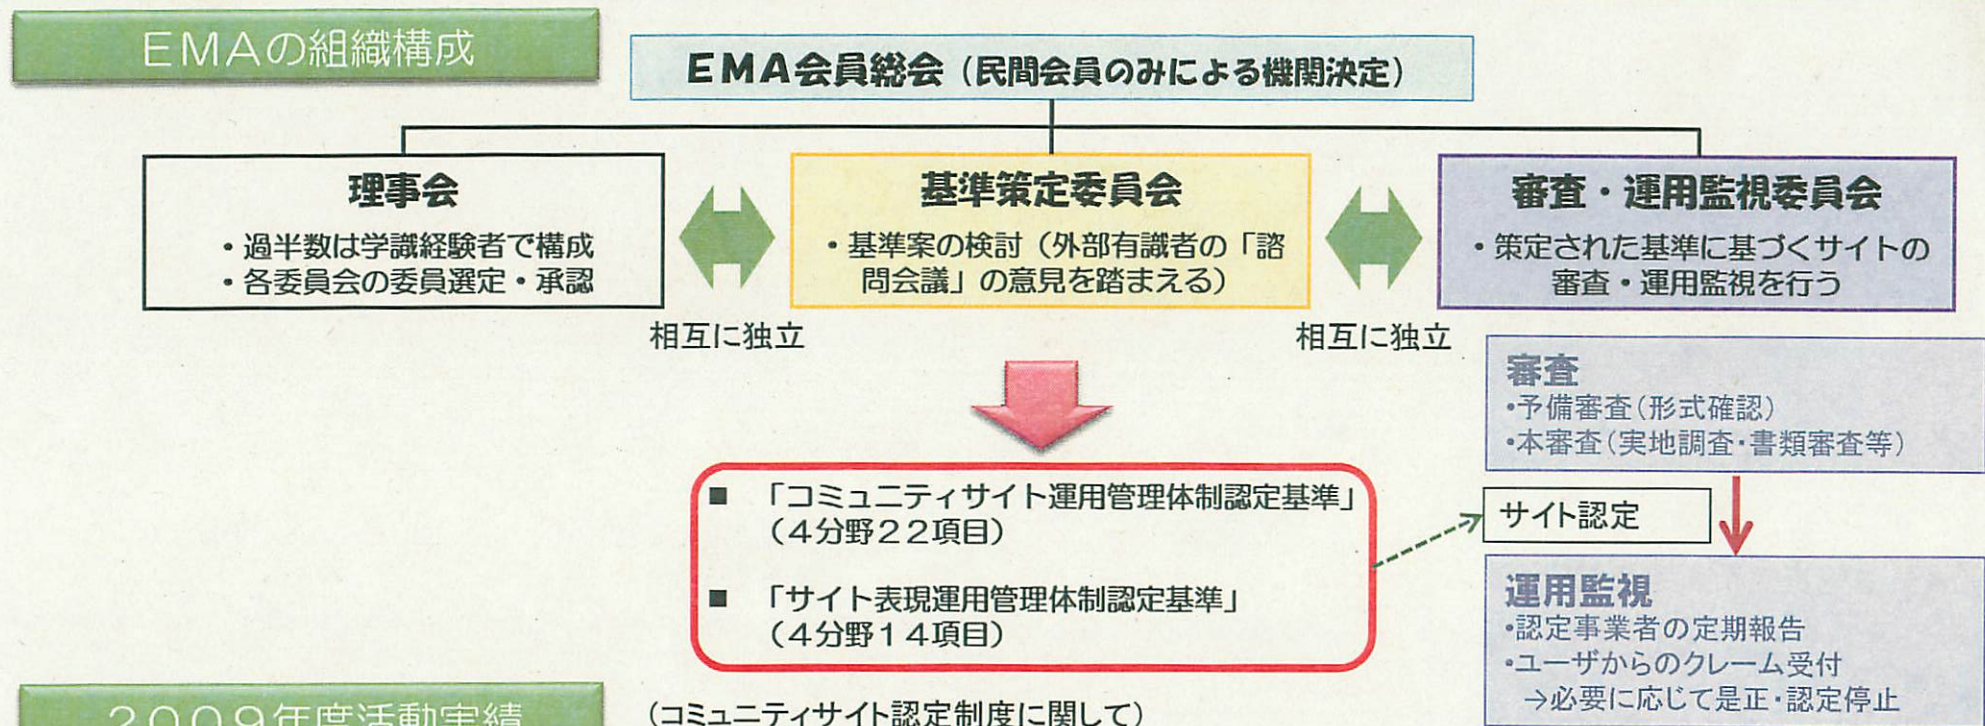 EMAの組織構成
EMA会員総会(民間会員のみによる機関決定)
理事会
・過半数は学識経験者で構成
・各委員会の委員選定・承認
基準策定委員会
・基準案の検討(外部有識者の「諮
問会議」の意見を踏まえる)
審査・運用監視委員会
・策定された基準に基づくサイトの
審査・運用監視を行う
相互に独立
相互に独立
■ 「コミュニティサイト運用管理体制認定基準」
(4分野22項目)
■ 「サイト表現運用管理体制認定基準」
(4分野14項目)
審査
・予備審査(形式確認)
・本審査(実地調査・書類審査等)
サイト認定
運用監視
・認定事業者の定期報告
・ユーザからのクレーム受付
→必要に応じて是正・認定停止
2009年度活動実績
(コミュニティサイト認定制度に関して)